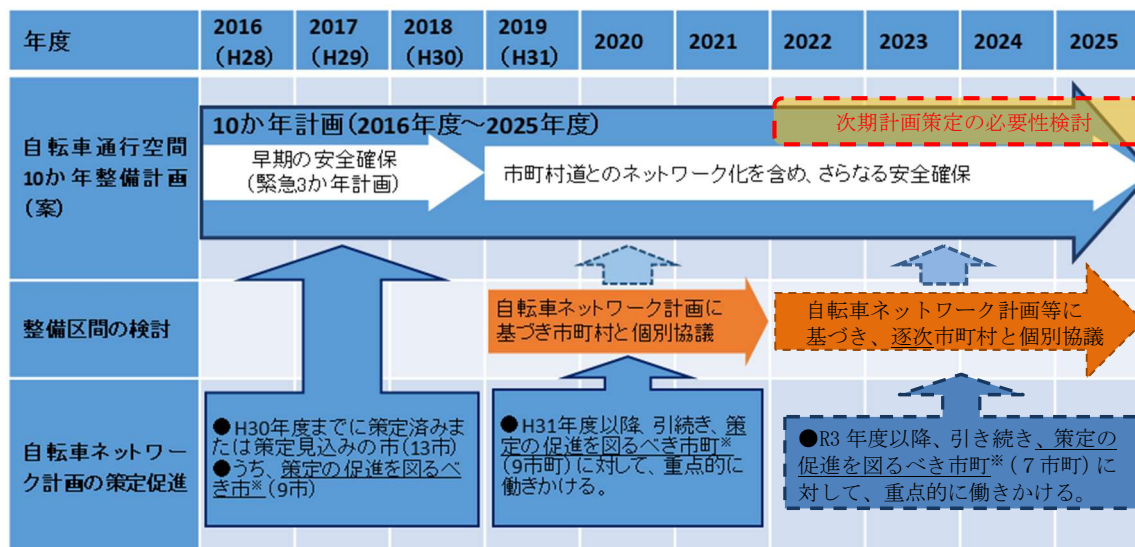 年度
2016
(H28)
2017
(H29)
2018
(H30)
2019
(H31)
2020
2021
2022
2023
2024
2025
自転車通行空間
10か年整備計画
(案)
10か年計画(2016年度～2025年度)
次期計画策定の必要性検討
早期の安全確保
(緊急3か年計画)
市町村道とのネットワーク化を含め、さらなる安全確保
整備区間の検討
自転車ネットワーク計画に
基づき市町村と個別協議
自転車ネットワーク計画等に
基づき、逐次市町村と個別協議
自転車ネットワー
ク計画の策定促進
●H30年度までに策定済みま
たは策定見込みの市(13市)
●うち、策定の促進を図るべ
き市※(9市)
●H31年度以降、引続き、策
定の促進を図るべき市町※
(9市町)に対して、重点的に
働きかける。
●R3 年度以降、引き続き、策定の
促進を図るべき市町※(７市町)に
対して、重点的に働きかける。